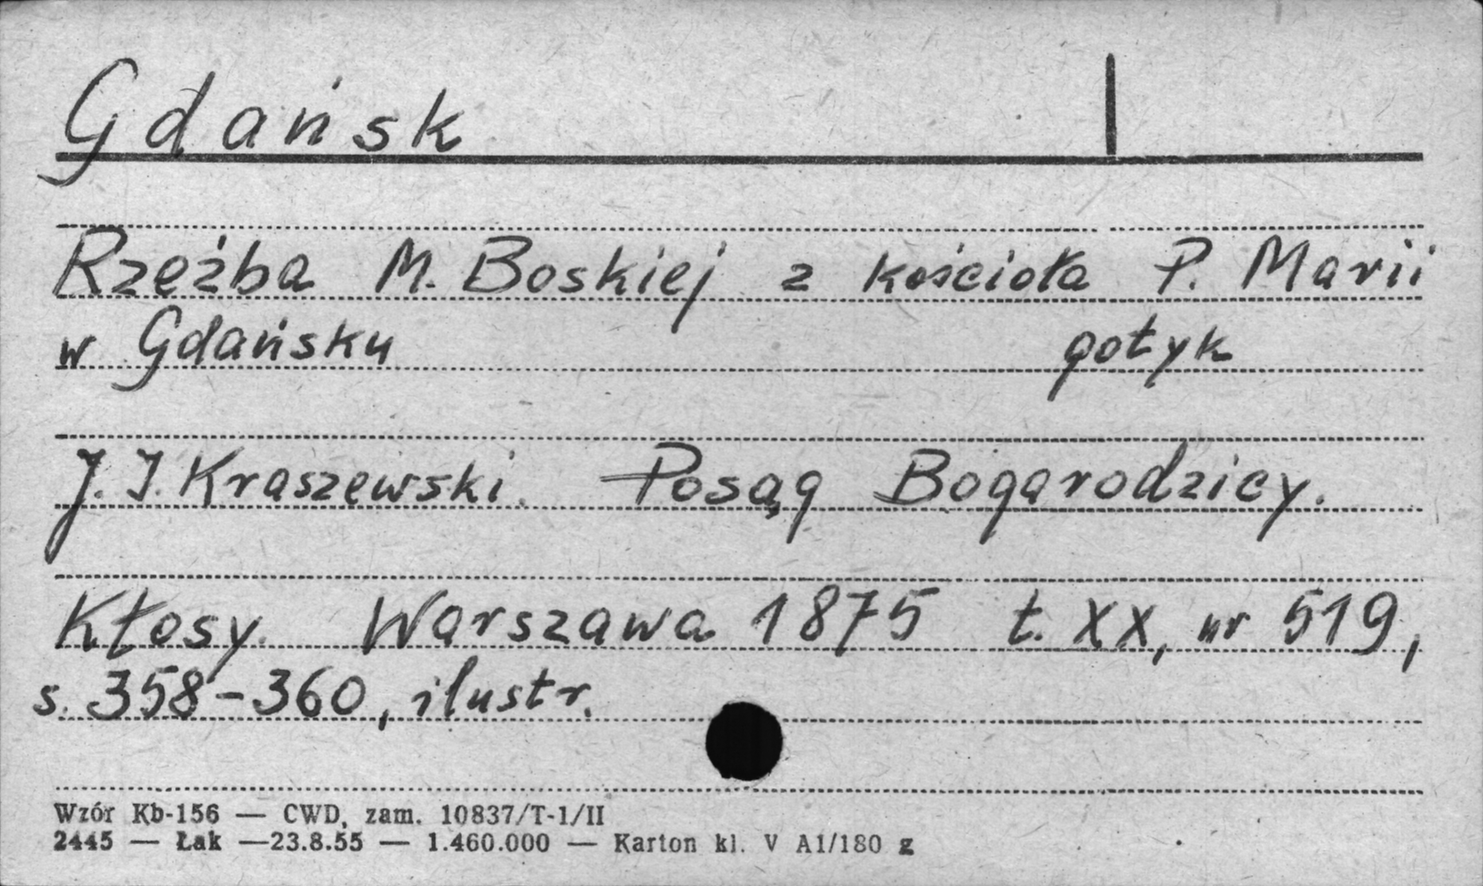 Gdańsk
Rzeźba M. Boskiej z kościoła P. Marii
w Gdańsku gotyk
J. I. Kraszewski. Posąg Bogarodzicy.
Kłosy. Warszawa 1875 t. XX, nr 519,
s. 358-360, ilustr.
Wzór Kb-156 — CWD, zam. 10837/T-1/II
2445 — Łak —23.8.55 — 1.460.000 — Karton kl. V A1/180 g